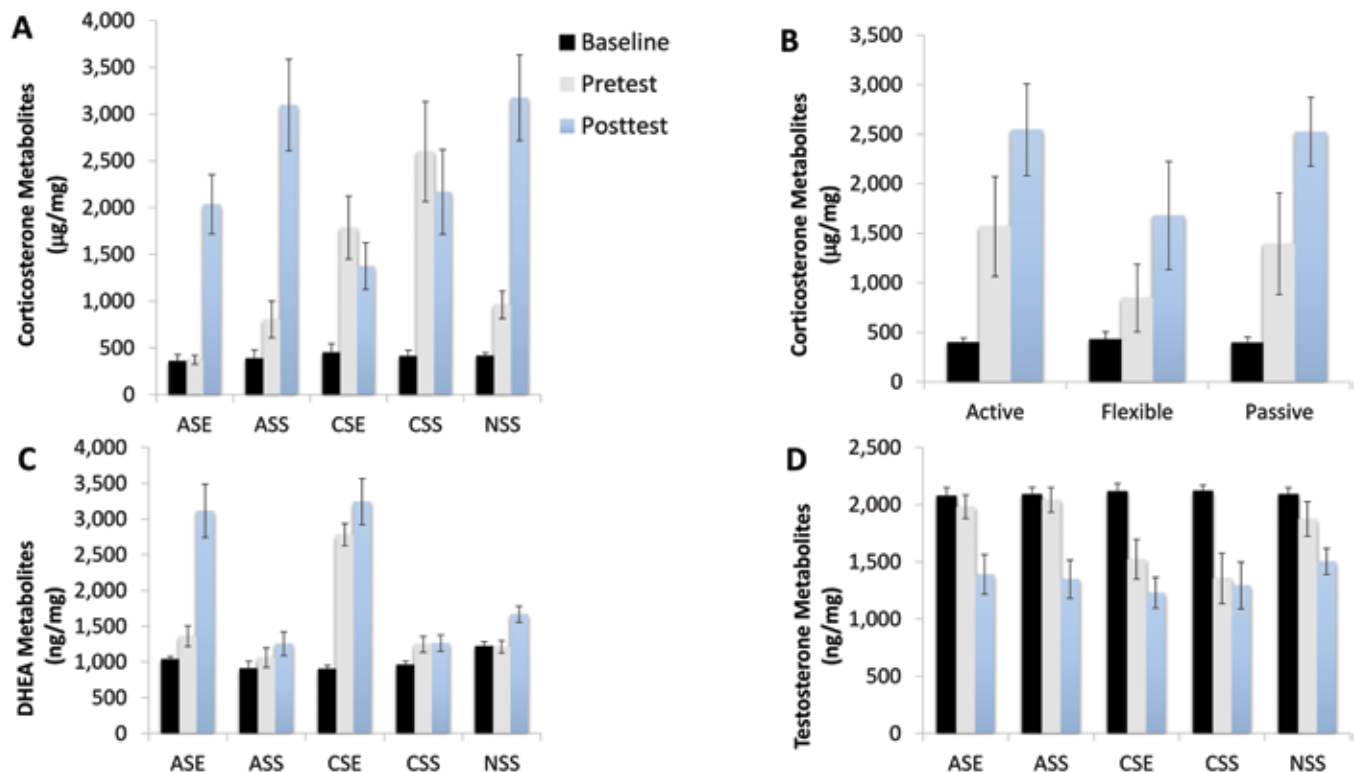 A
Corticosterone Metabolites
(µg/mg)
4,000
3,500
3,000
2,500
2,000
1,500
1,000
500
0
ASE ASS CSE CSS NSS
Baseline
Pretest
Posttest
B
Corticosterone Metabolites
(µg/mg)
3,500
3,000
2,500
2,000
1,500
1,000
500
0
Active Flexible Passive
C
DHEA Metabolites
(ng/mg)
4,000
3,500
3,000
2,500
2,000
1,500
1,000
500
0
ASE ASS CSE CSS NSS
D
Testosterone Metabolites
(ng/mg)
2,500
2,000
1,500
1,000
500
0
ASE ASS CSE CSS NSS